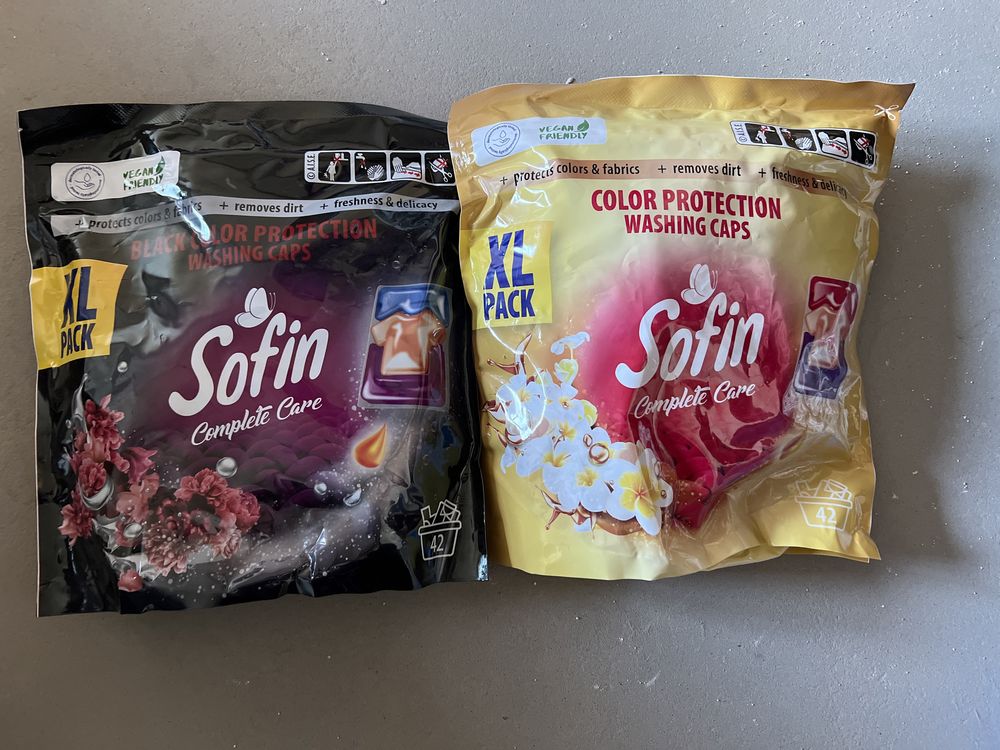 VEGAN
FRIENDLY
A.I.S.E.
+ protects colors & fabrics + removes dirt + freshness & delicacy
BLACK COLOR PROTECTION
WASHING CAPS
XL
PACK
Sofin
Complete Care
42
VEGAN
FRIENDLY
A.I.S.E.
+ protects colors & fabrics + removes dirt + freshness & delicacy
COLOR PROTECTION
WASHING CAPS
XL
PACK
Sofin
Complete Care
42